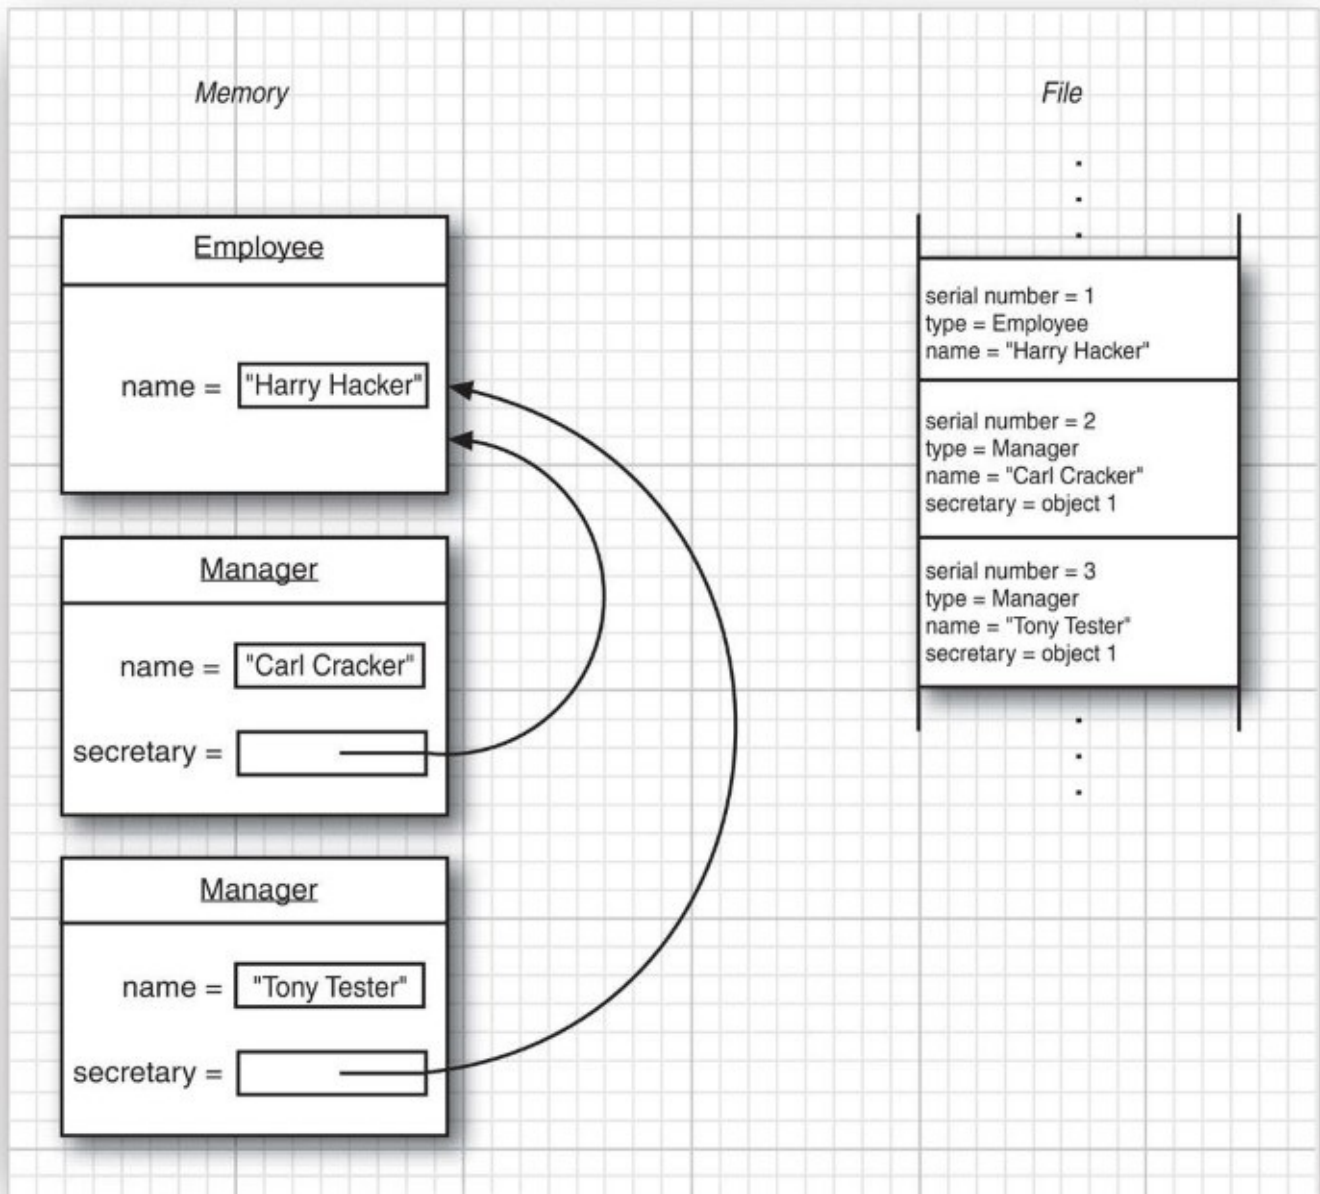 Memory
File
Employee
name = "Harry Hacker"
Manager
name = "Carl Cracker"
secretary =
Manager
name = "Tony Tester"
secretary =
serial number = 1
type = Employee
name = "Harry Hacker"
serial number = 2
type = Manager
name = "Carl Cracker"
secretary = object 1
serial number = 3
type = Manager
name = "Tony Tester"
secretary = object 1